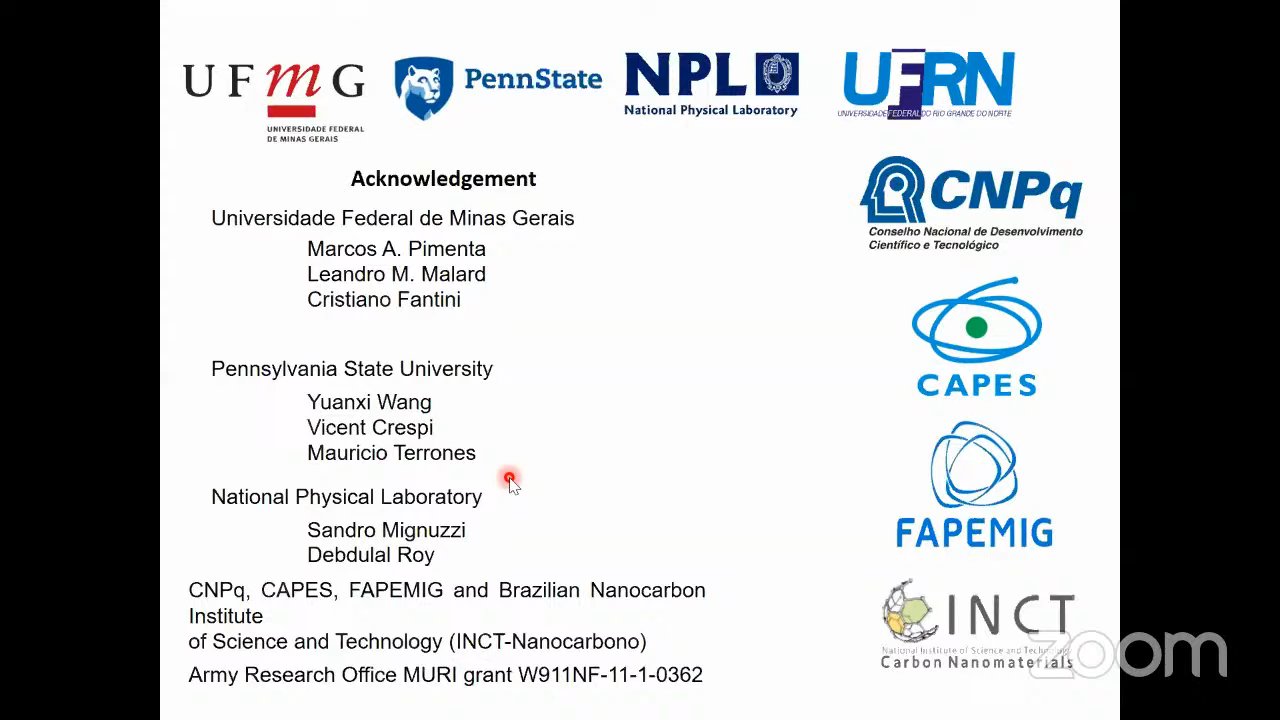 UFmG
UNIVERSIDADE FEDERAL
DE MINAS GERAIS
PennState
NPL
National Physical Laboratory
UFRN
UNIVERSIDADE FEDERAL DO RIO GRANDE DO NORTE
Acknowledgement
CNPq
Conselho Nacional de Desenvolvimento
Científico e Tecnológico
Universidade Federal de Minas Gerais
Marcos A. Pimenta
Leandro M. Malard
Cristiano Fantini
CAPES
Pennsylvania State University
Yuanxi Wang
Vicent Crespi
Mauricio Terrones
FAPEMIG
National Physical Laboratory
Sandro Mignuzzi
Debdulal Roy
CNPq, CAPES, FAPEMIG and Brazilian Nanocarbon
Institute
of Science and Technology (INCT-Nanocarbono)
Army Research Office MURI grant W911NF-11-1-0362
INCT
National Institute of Science and Technology
Carbon Nanomaterials
zoom